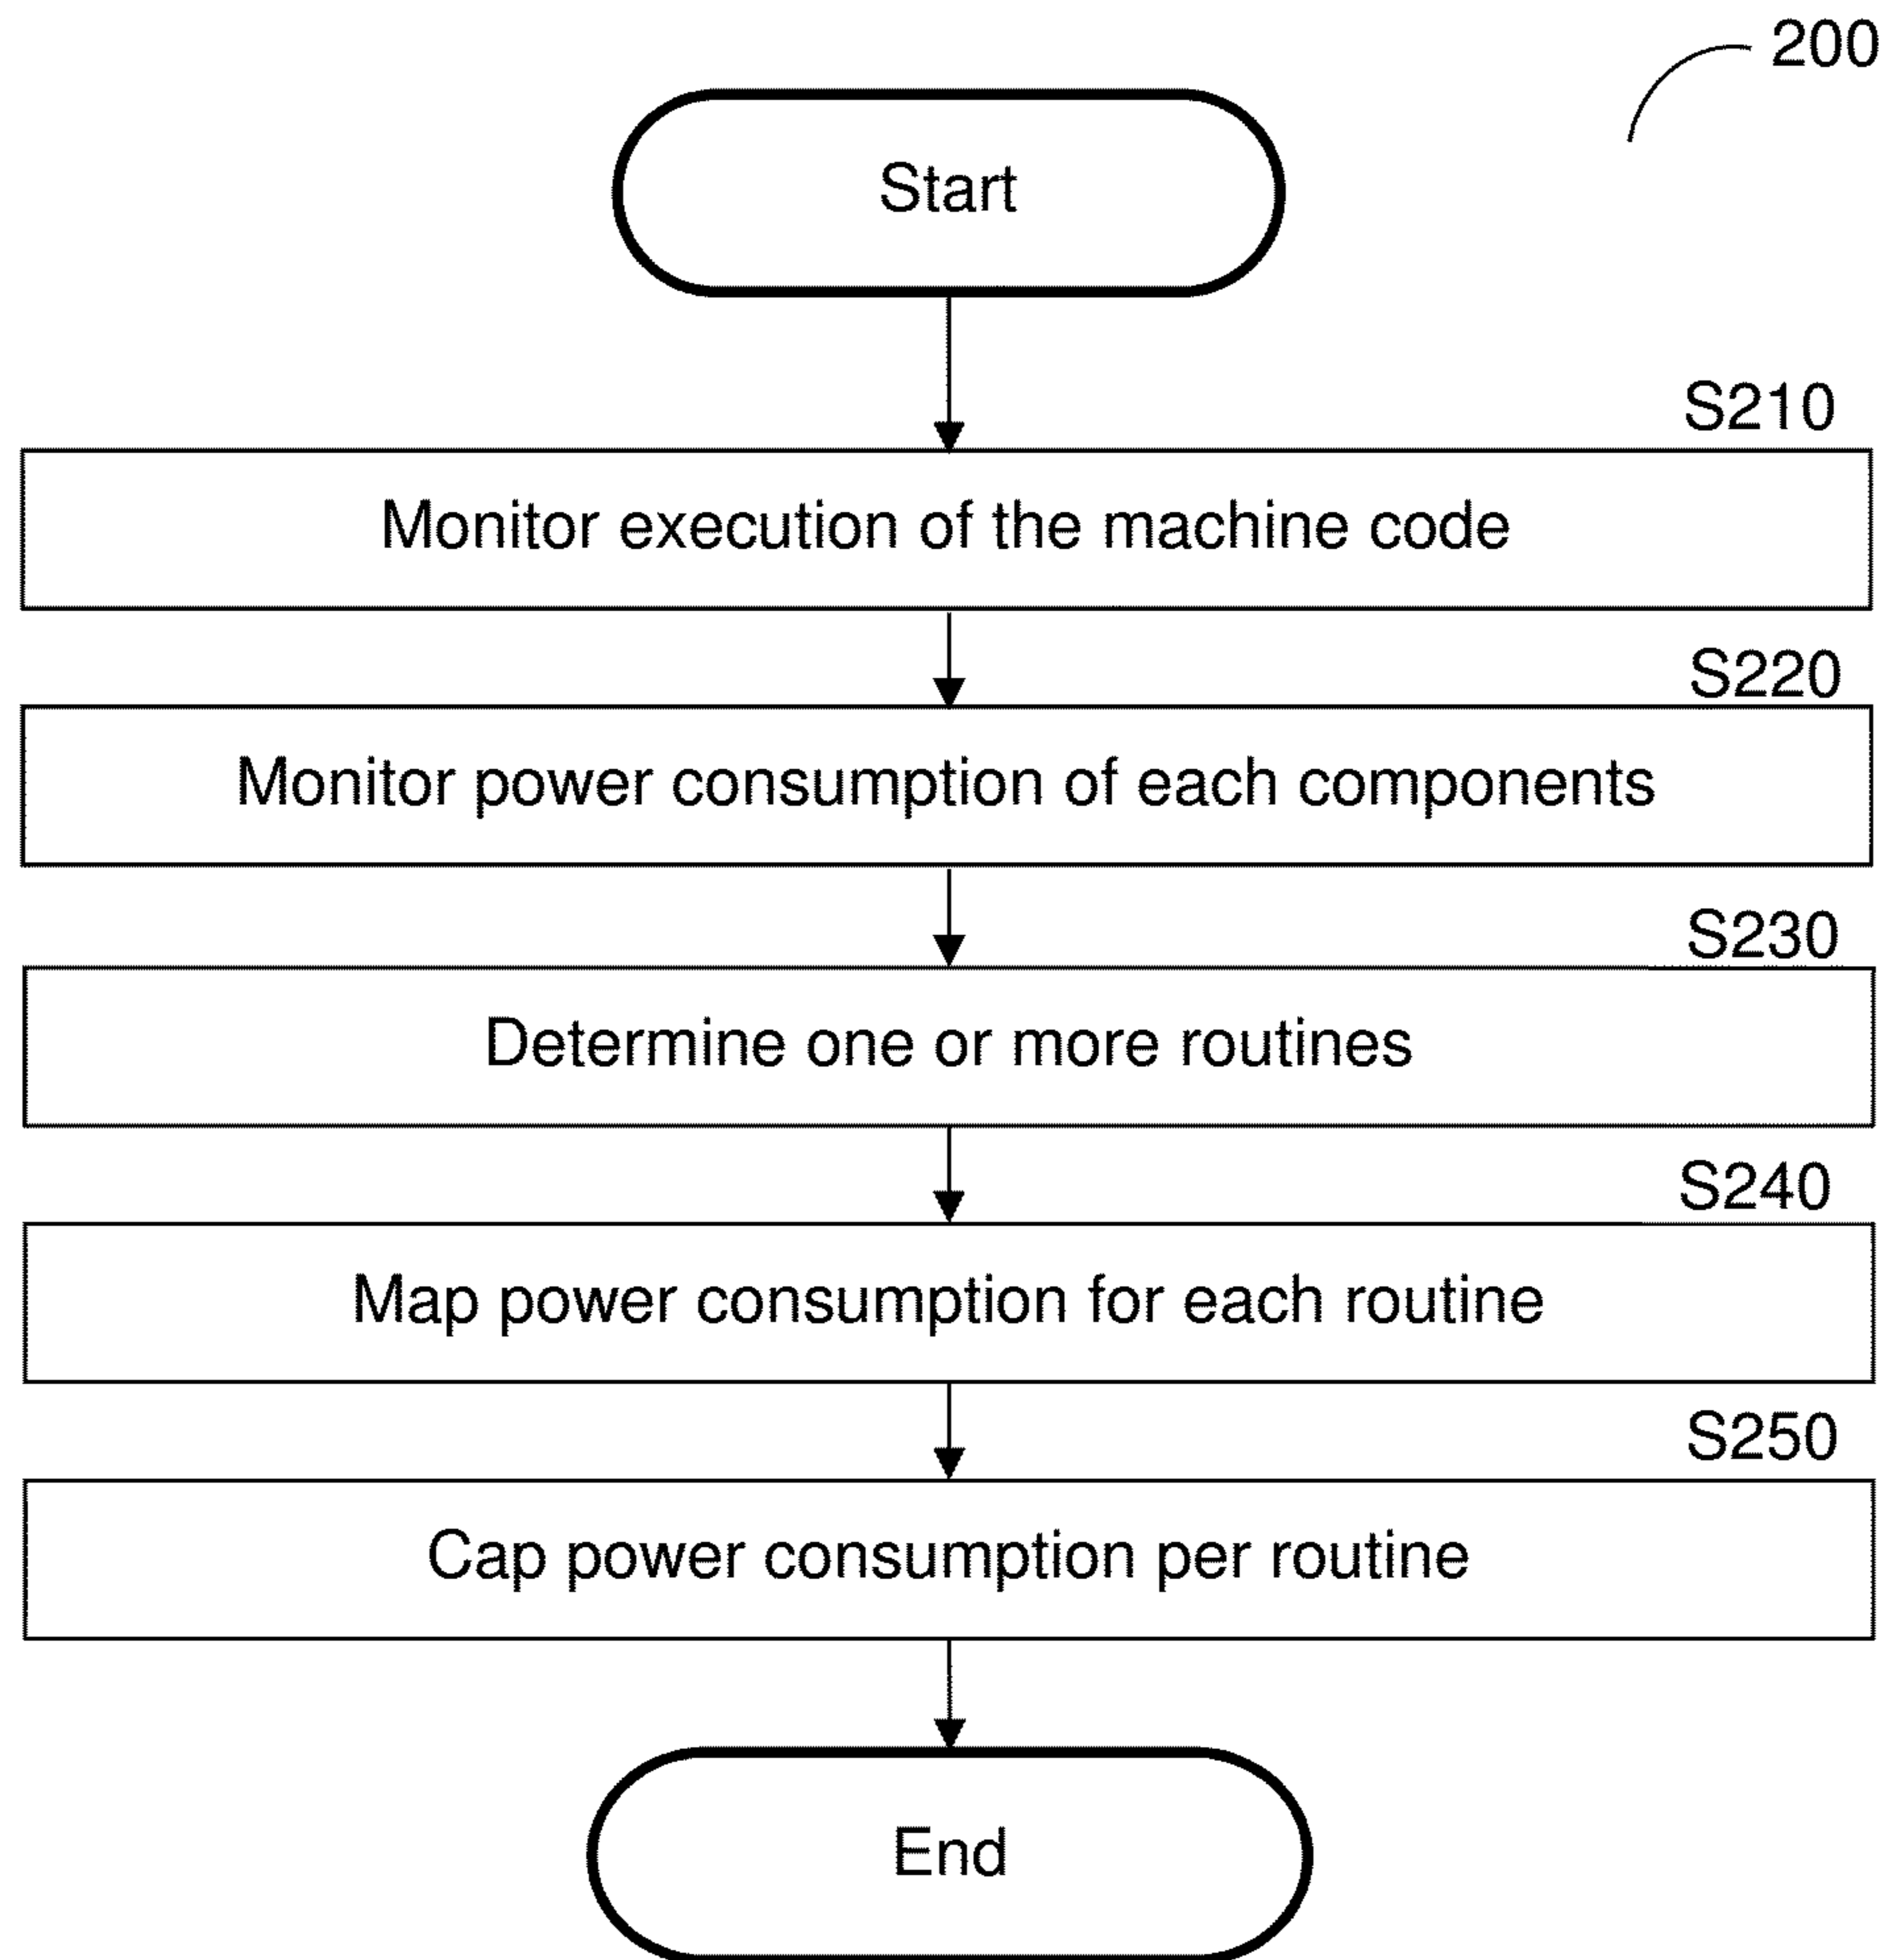 200
Start
S210
Monitor execution of the machine code
S220
Monitor power consumption of each components
S230
Determine one or more routines
S240
Map power consumption for each routine
S250
Cap power consumption per routine
End